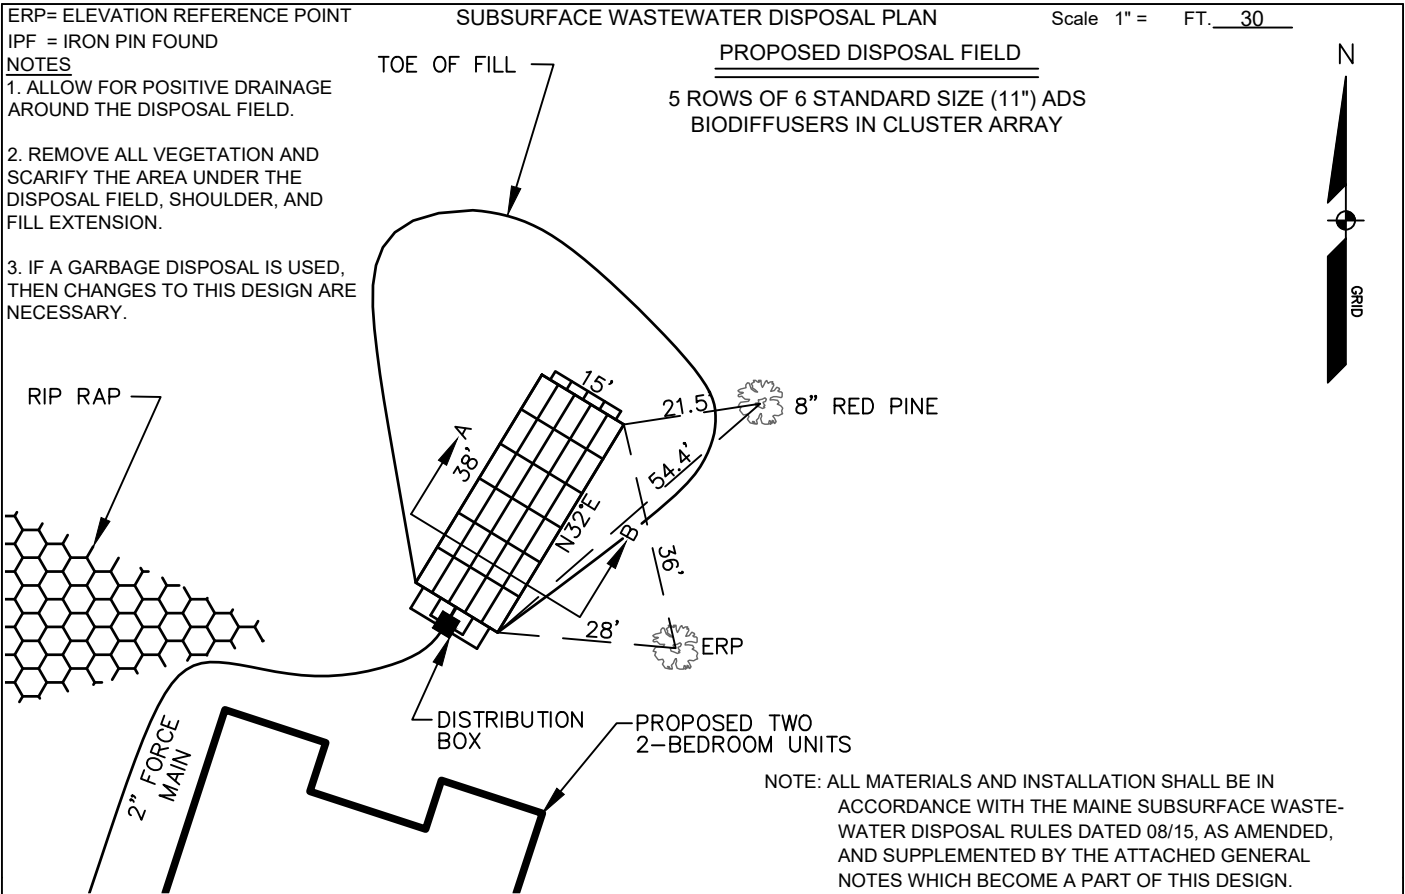 ERP= ELEVATION REFERENCE POINT
IPF = IRON PIN FOUND
NOTES
1. ALLOW FOR POSITIVE DRAINAGE
AROUND THE DISPOSAL FIELD.
2. REMOVE ALL VEGETATION AND
SCARIFY THE AREA UNDER THE
DISPOSAL FIELD, SHOULDER, AND
FILL EXTENSION.
3. IF A GARBAGE DISPOSAL IS USED,
THEN CHANGES TO THIS DESIGN ARE
NECESSARY.
SUBSURFACE WASTEWATER DISPOSAL PLAN
Scale 1" = FT. 30
PROPOSED DISPOSAL FIELD
5 ROWS OF 6 STANDARD SIZE (11") ADS
BIODIFFUSERS IN CLUSTER ARRAY
N
GRID
TOE OF FILL
RIP RAP
15'
21.5'
8" RED PINE
A
38'
54.4'
N32°E
B
36'
28'
ERP
DISTRIBUTION
BOX
PROPOSED TWO
2-BEDROOM UNITS
2" FORCE
MAIN
NOTE: ALL MATERIALS AND INSTALLATION SHALL BE IN
ACCORDANCE WITH THE MAINE SUBSURFACE WASTE-
WATER DISPOSAL RULES DATED 08/15, AS AMENDED,
AND SUPPLEMENTED BY THE ATTACHED GENERAL
NOTES WHICH BECOME A PART OF THIS DESIGN.